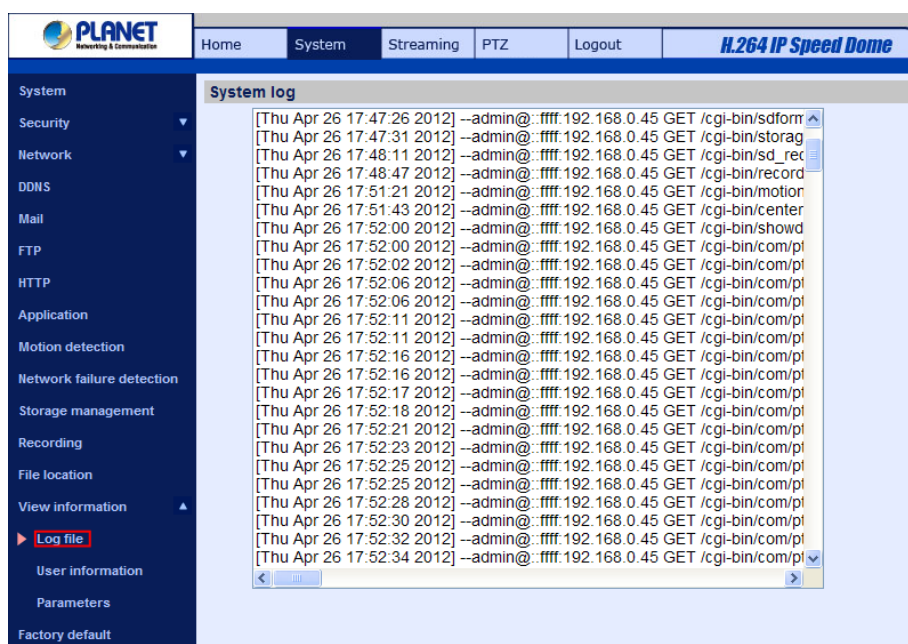 PLANET
Networking & Communication
Home System Streaming PTZ Logout H.264 IP Speed Dome
System
Security
Network
DDNS
Mail
FTP
HTTP
Application
Motion detection
Network failure detection
Storage management
Recording
File location
View information
Log file
User information
Parameters
Factory default
System log
[Thu Apr 26 17:47:26 2012] --admin@::ffff:192.168.0.45 GET /cgi-bin/sdform
[Thu Apr 26 17:47:31 2012] --admin@::ffff:192.168.0.45 GET /cgi-bin/storag
[Thu Apr 26 17:48:11 2012] --admin@::ffff:192.168.0.45 GET /cgi-bin/sd_rec
[Thu Apr 26 17:48:47 2012] --admin@::ffff:192.168.0.45 GET /cgi-bin/record
[Thu Apr 26 17:51:21 2012] --admin@::ffff:192.168.0.45 GET /cgi-bin/motion
[Thu Apr 26 17:51:43 2012] --admin@::ffff:192.168.0.45 GET /cgi-bin/center
[Thu Apr 26 17:52:00 2012] --admin@::ffff:192.168.0.45 GET /cgi-bin/showd
[Thu Apr 26 17:52:00 2012] --admin@::ffff:192.168.0.45 GET /cgi-bin/com/pt
[Thu Apr 26 17:52:02 2012] --admin@::ffff:192.168.0.45 GET /cgi-bin/com/pt
[Thu Apr 26 17:52:06 2012] --admin@::ffff:192.168.0.45 GET /cgi-bin/com/pt
[Thu Apr 26 17:52:06 2012] --admin@::ffff:192.168.0.45 GET /cgi-bin/com/pt
[Thu Apr 26 17:52:11 2012] --admin@::ffff:192.168.0.45 GET /cgi-bin/com/pt
[Thu Apr 26 17:52:11 2012] --admin@::ffff:192.168.0.45 GET /cgi-bin/com/pt
[Thu Apr 26 17:52:16 2012] --admin@::ffff:192.168.0.45 GET /cgi-bin/com/pt
[Thu Apr 26 17:52:16 2012] --admin@::ffff:192.168.0.45 GET /cgi-bin/com/pt
[Thu Apr 26 17:52:17 2012] --admin@::ffff:192.168.0.45 GET /cgi-bin/com/pt
[Thu Apr 26 17:52:18 2012] --admin@::ffff:192.168.0.45 GET /cgi-bin/com/pt
[Thu Apr 26 17:52:21 2012] --admin@::ffff:192.168.0.45 GET /cgi-bin/com/pt
[Thu Apr 26 17:52:23 2012] --admin@::ffff:192.168.0.45 GET /cgi-bin/com/pt
[Thu Apr 26 17:52:25 2012] --admin@::ffff:192.168.0.45 GET /cgi-bin/com/pt
[Thu Apr 26 17:52:25 2012] --admin@::ffff:192.168.0.45 GET /cgi-bin/com/pt
[Thu Apr 26 17:52:28 2012] --admin@::ffff:192.168.0.45 GET /cgi-bin/com/pt
[Thu Apr 26 17:52:30 2012] --admin@::ffff:192.168.0.45 GET /cgi-bin/com/pt
[Thu Apr 26 17:52:32 2012] --admin@::ffff:192.168.0.45 GET /cgi-bin/com/pt
[Thu Apr 26 17:52:34 2012] --admin@::ffff:192.168.0.45 GET /cgi-bin/com/pt